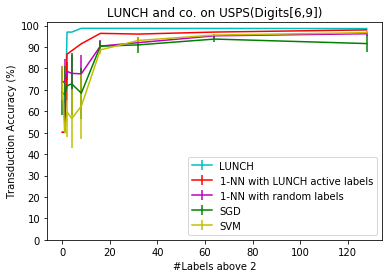 LUNCH and co. on USPS(Digits[6,9])
Transduction Accuracy (%)
100
90
80
70
60
50
40
30
20
10
0
LUNCH
1-NN with LUNCH active labels
1-NN with random labels
SGD
SVM
0 20 40 60 80 100 120
#Labels above 2